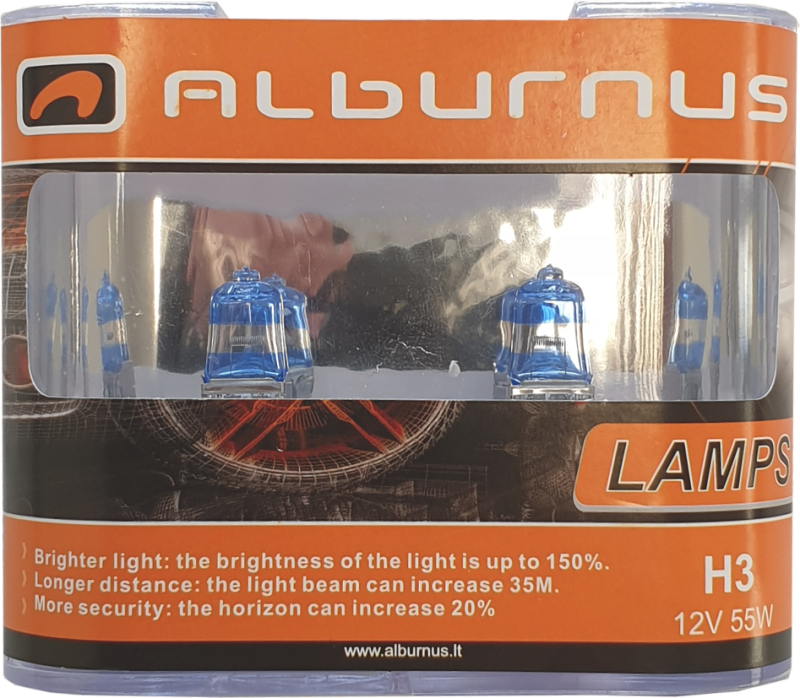 ALBURNUS
LAMPS
Brighter light: the brightness of the light is up to 150%.
Longer distance: the light beam can increase 35M.
More security: the horizon can increase 20%
H3
12V 55W
www.alburnus.lt